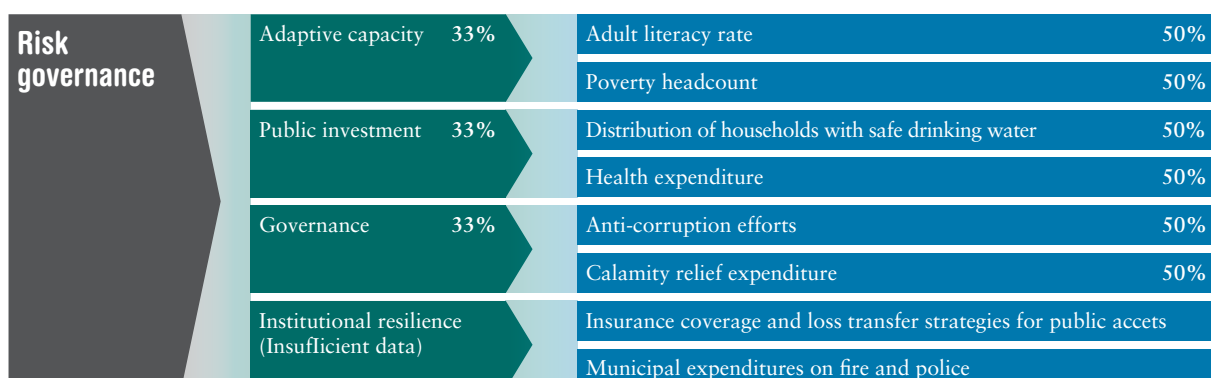 Risk
governance
Adaptive capacity 33%
Adult literacy rate 50%
Poverty headcount 50%
Public investment 33%
Distribution of households with safe drinking water 50%
Health expenditure 50%
Governance 33%
Anti-corruption efforts 50%
Calamity relief expenditure 50%
Institutional resilience
(InsufIicient data)
Insurance coverage and loss transfer strategies for public accets
Municipal expenditures on fire and police